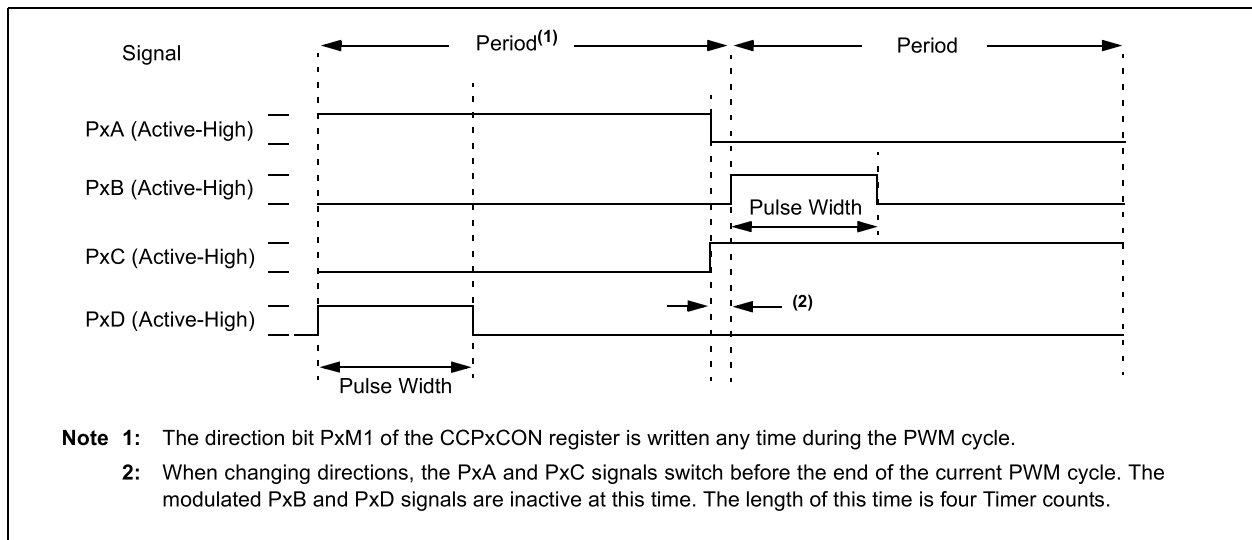 Signal
Period(1)
Period
PxA (Active-High)
PxB (Active-High)
Pulse Width
PxC (Active-High)
(2)
PxD (Active-High)
Pulse Width
Note 1: The direction bit PxM1 of the CCPxCON register is written any time during the PWM cycle.
2: When changing directions, the PxA and PxC signals switch before the end of the current PWM cycle. The
modulated PxB and PxD signals are inactive at this time. The length of this time is four Timer counts.